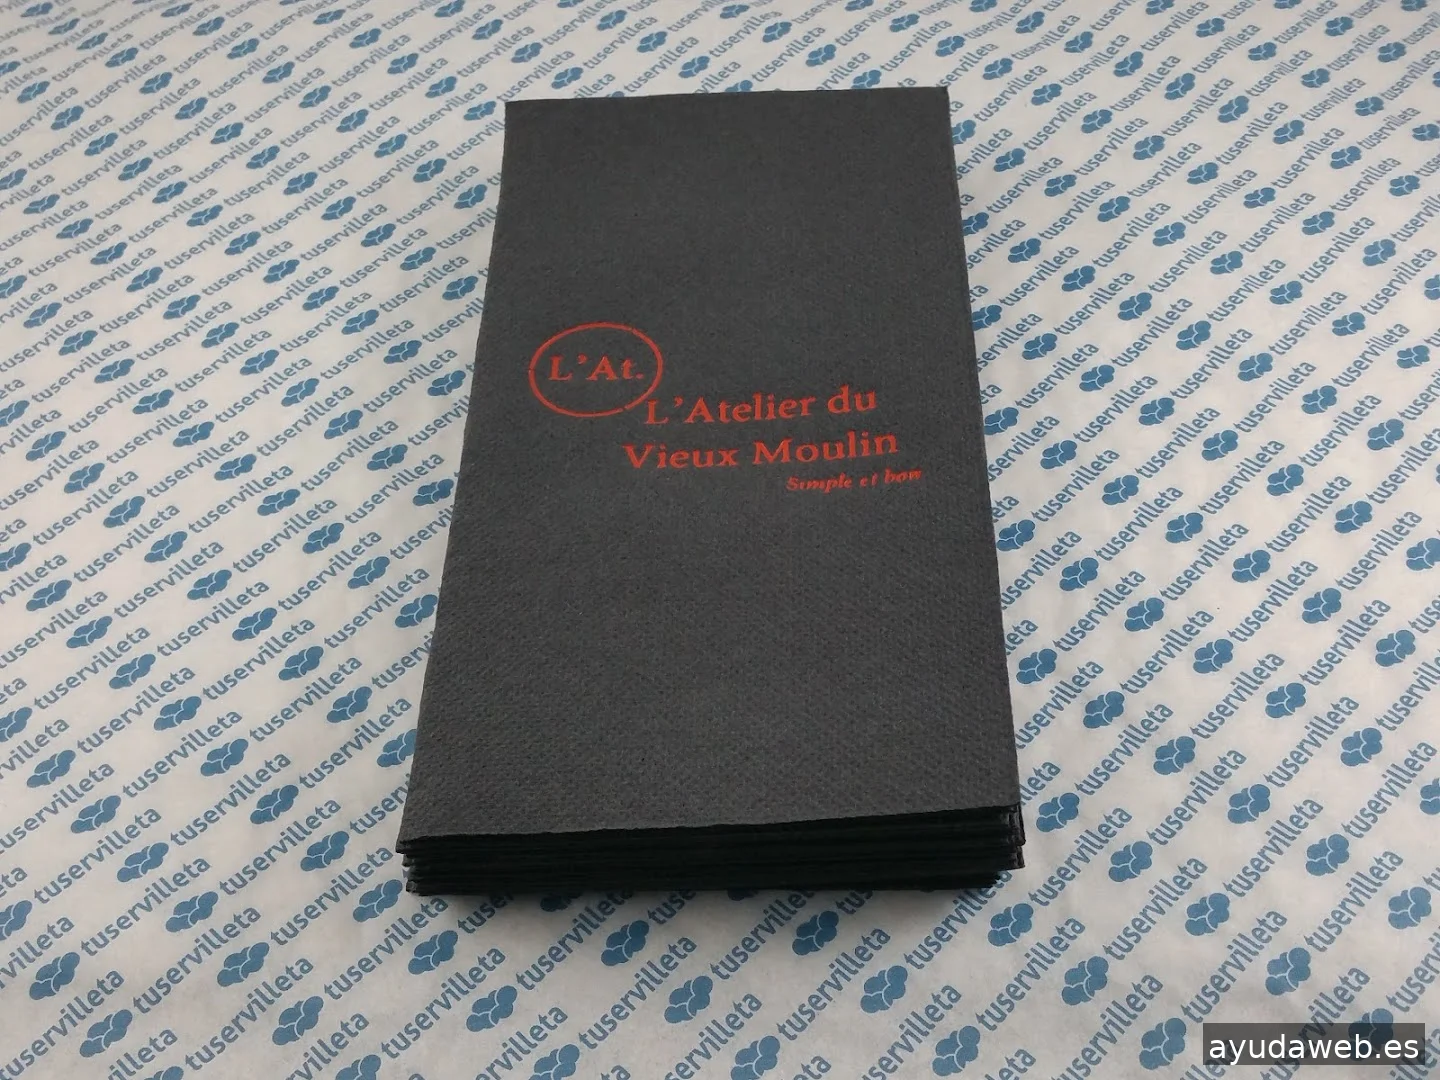 L'At.
L'Atelier du
Vieux Moulin
Simple et bon
tuservilleta
ayudaweb.es